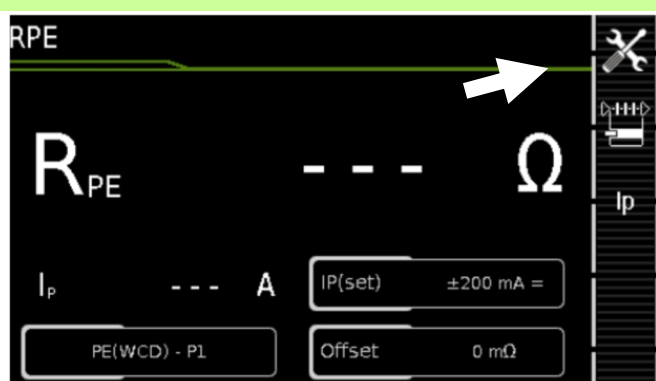 RPE
RPE --- Ω
Ip
IP --- A
IP(set) ±200 mA =
PE(WCD) - P1
Offset 0 mΩ